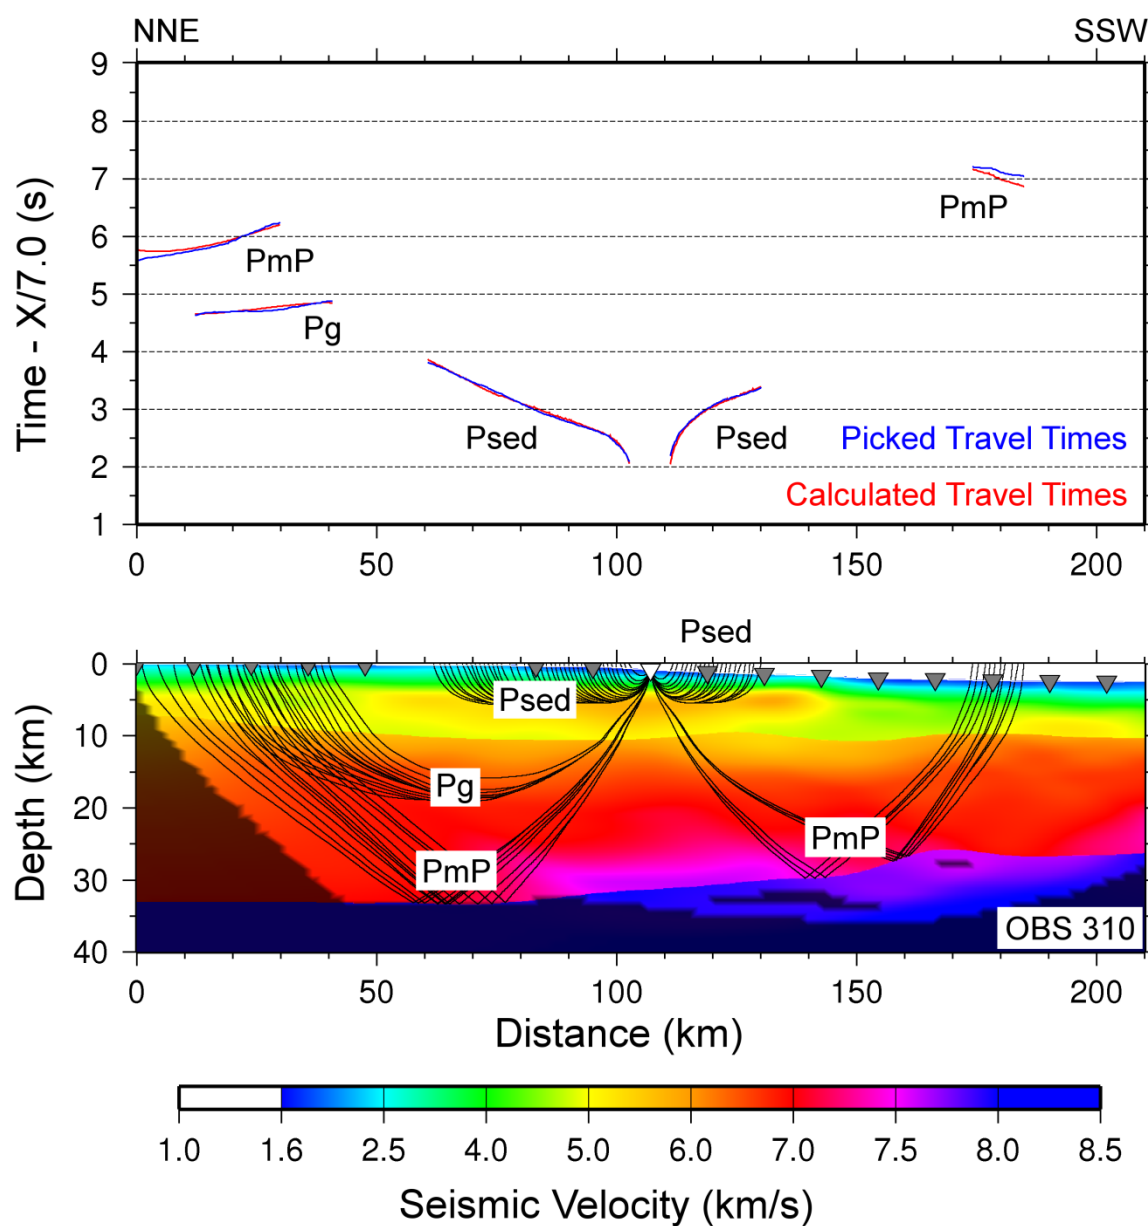 NNE SSW
9
8
7
6
5
4
3
2
1
Time - X/7.0 (s)
PmP
PmP
Pg
Psed Psed
Picked Travel Times
Calculated Travel Times
0 50 100 150 200
Psed
0
10
20
30
40
Depth (km)
Psed
Pg
PmP
PmP
OBS 310
0 50 100 150 200
Distance (km)
1.0 1.6 2.5 4.0 5.0 6.0 7.0 7.5 8.0 8.5
Seismic Velocity (km/s)